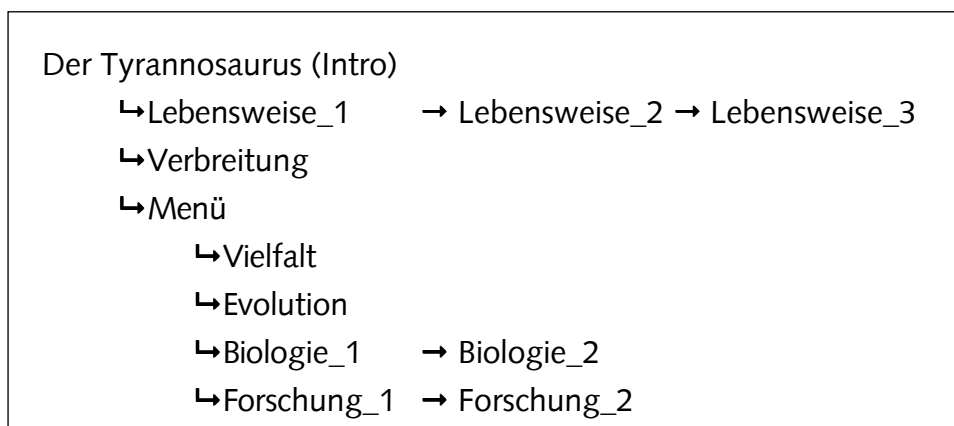 Der Tyrannosaurus (Intro)
↳Lebensweise_1 → Lebensweise_2 → Lebensweise_3
↳Verbreitung
↳Menü
↳Vielfalt
↳Evolution
↳Biologie_1 → Biologie_2
↳Forschung_1 → Forschung_2